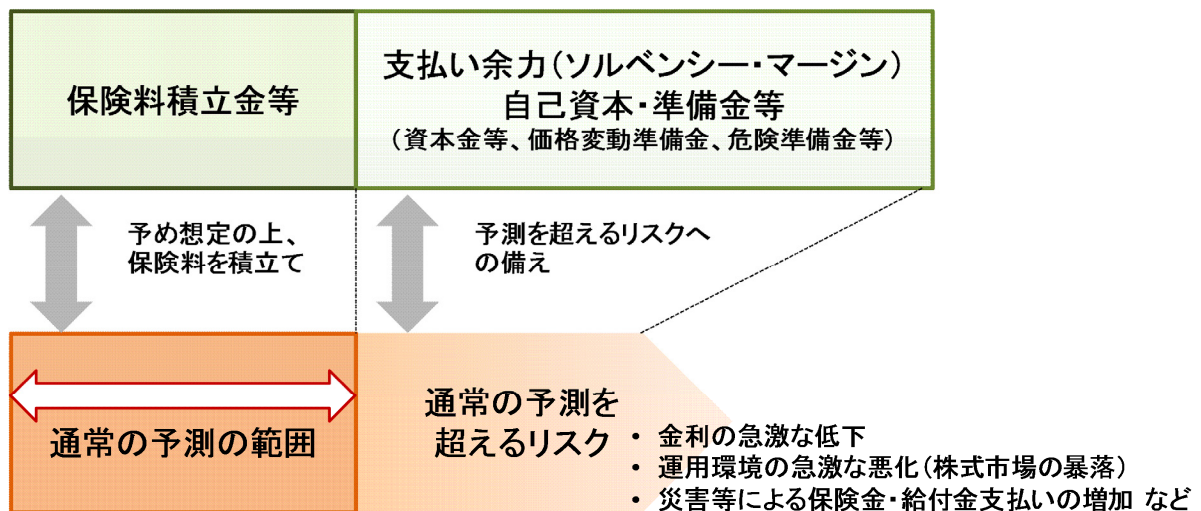 保険料積立金等
支払い余力(ソルベンシー・マージン)
自己資本・準備金等
(資本金等、価格変動準備金、危険準備金等)
予め想定の上、
保険料を積立て
予測を超えるリスクへ
の備え
通常の予測の範囲
通常の予測を
超えるリスク
• 金利の急激な低下
• 運用環境の急激な悪化(株式市場の暴落)
• 災害等による保険金・給付金支払いの増加 など